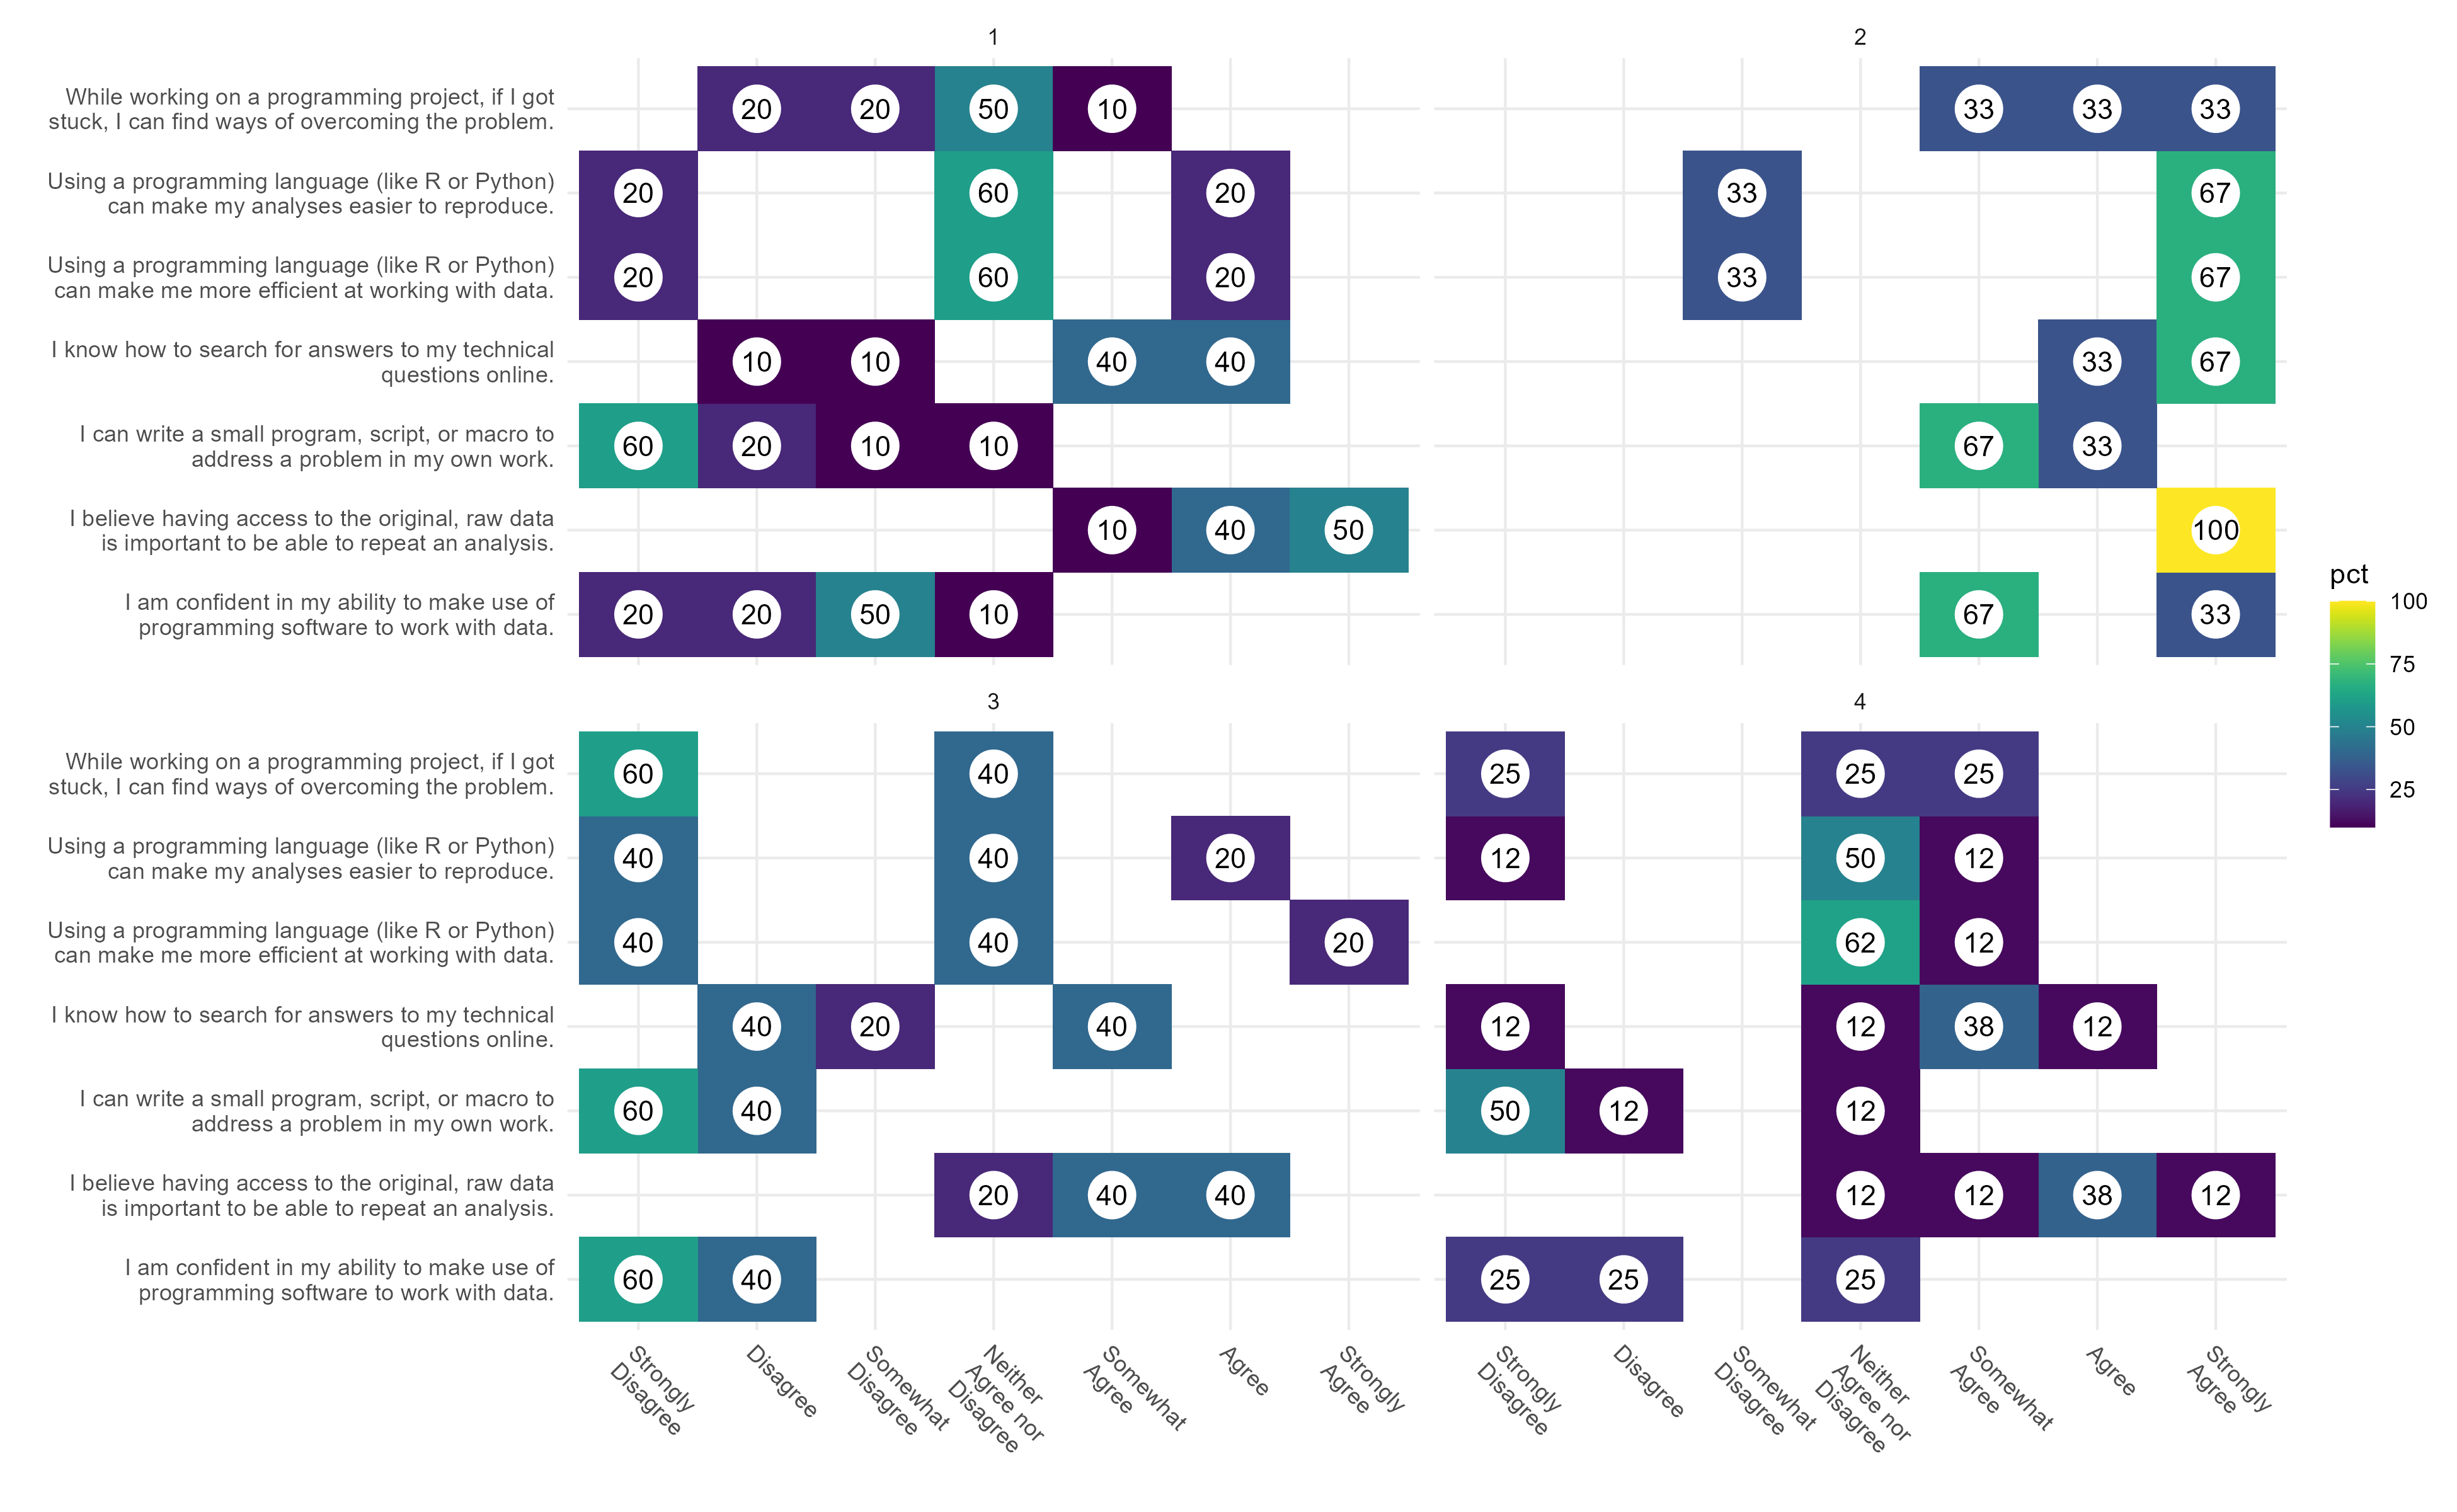 1
2
While working on a programming project, if I got
stuck, I can find ways of overcoming the problem.
20 20 50 10
33 33 33
Using a programming language (like R or Python)
can make my analyses easier to reproduce.
20 60 20
33 67
Using a programming language (like R or Python)
can make me more efficient at working with data.
20 60 20
33 67
I know how to search for answers to my technical
questions online.
10 10 40 40
33 67
I can write a small program, script, or macro to
address a problem in my own work.
60 20 10 10
67 33
I believe having access to the original, raw data
is important to be able to repeat an analysis.
10 40 50
100
I am confident in my ability to make use of
programming software to work with data.
20 20 50 10
67 33
pct
100
75
50
25
3
4
While working on a programming project, if I got
stuck, I can find ways of overcoming the problem.
60 40
25 25 25
Using a programming language (like R or Python)
can make my analyses easier to reproduce.
40 40 20
12 50 12
Using a programming language (like R or Python)
can make me more efficient at working with data.
40 40 20
62 12
I know how to search for answers to my technical
questions online.
40 20 40
12 12 38 12
I can write a small program, script, or macro to
address a problem in my own work.
60 40
50 12 12
I believe having access to the original, raw data
is important to be able to repeat an analysis.
20 40 40
12 12 38 12
I am confident in my ability to make use of
programming software to work with data.
60 40
25 25 25
Strongly
Disagree
Disagree
Somewhat
Disagree
Neither
Agree nor
Disagree
Somewhat
Agree
Agree
Strongly
Agree
Strongly
Disagree
Disagree
Somewhat
Disagree
Neither
Agree nor
Disagree
Somewhat
Agree
Agree
Strongly
Agree